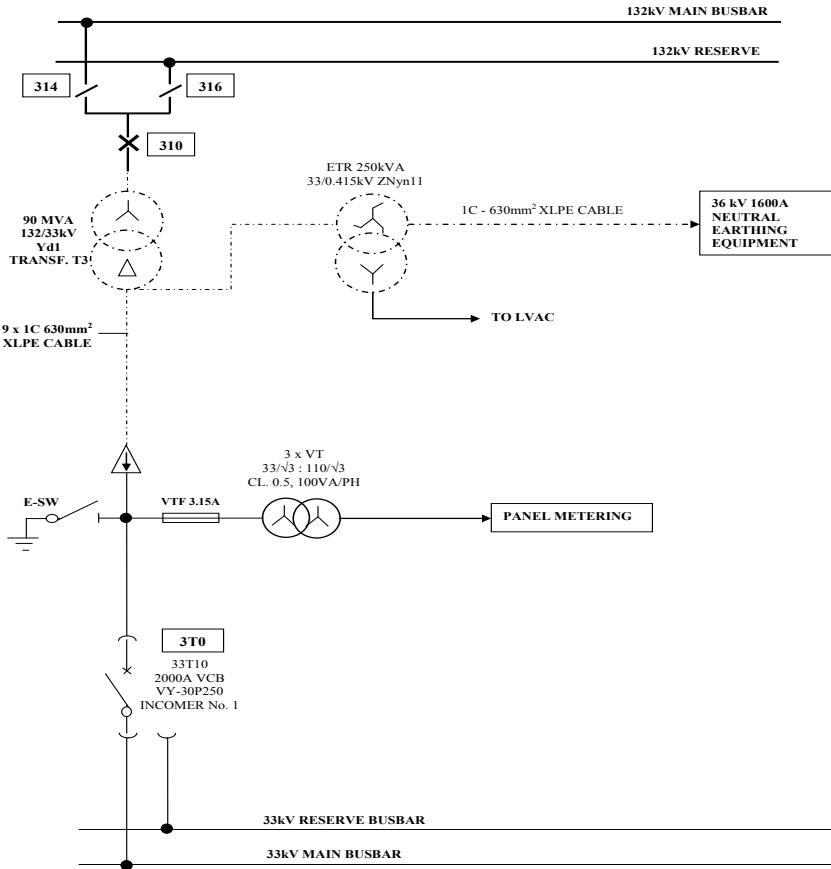 132kV MAIN BUSBAR
132kV RESERVE
314
316
310
ETR 250kVA
33/0.415kV ZNyn11
1C - 630mm² XLPE CABLE
36 kV 1600A
NEUTRAL
EARTHING
EQUIPMENT
90 MVA
132/33kV
Yd1
TRANSF. T3
TO LVAC
9 x 1C 630mm²
XLPE CABLE
3 x VT
33/√3 : 110/√3
CL. 0.5, 100VA/PH
E-SW
VTF 3.15A
PANEL METERING
3T0
33T10
2000A VCB
VY-30P250
INCOMER No. 1
33kV RESERVE BUSBAR
33kV MAIN BUSBAR